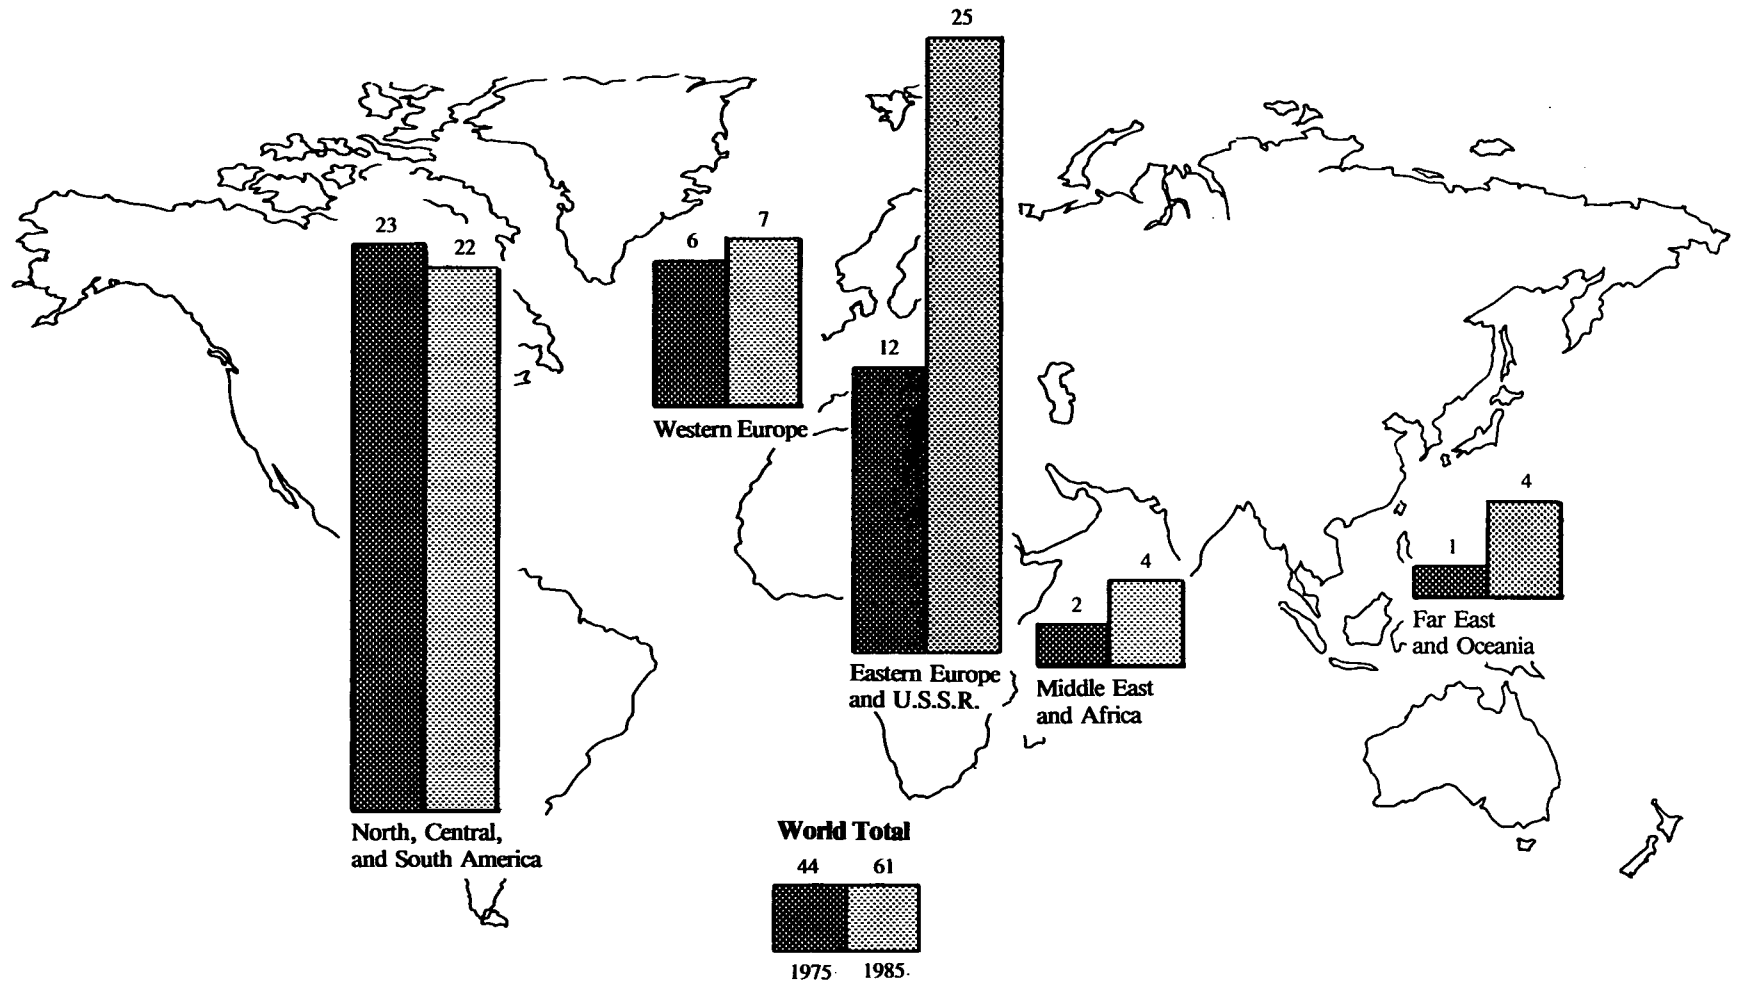 25
23
22
6
7
12
Western Europe
4
1
4
2
Far East
and Oceania
Eastern Europe
and U.S.S.R.
Middle East
and Africa
North, Central,
and South America
World Total
44 61
1975 1985